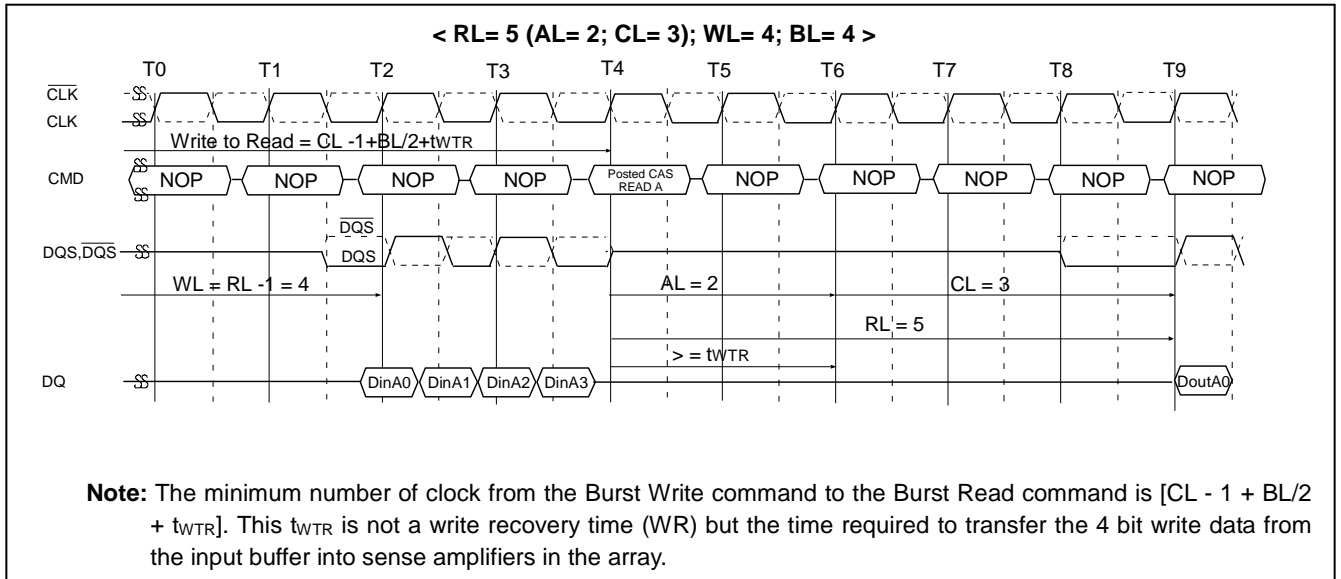 < RL= 5 (AL= 2; CL= 3); WL= 4; BL= 4 >
T0 T1 T2 T3 T4 T5 T6 T7 T8 T9
CLK
CLK
Write to Read = CL -1+BL/2+tWTR
CMD NOP NOP NOP NOP Posted CAS READ A NOP NOP NOP NOP NOP
DQS
DQS,DQS DQS
WL = RL -1 = 4 AL = 2 CL = 3
RL = 5
> = tWTR
DQ DinA0 DinA1 DinA2 DinA3 DoutA0
Note: The minimum number of clock from the Burst Write command to the Burst Read command is [CL - 1 + BL/2
+ tWTR]. This tWTR is not a write recovery time (WR) but the time required to transfer the 4 bit write data from
the input buffer into sense amplifiers in the array.